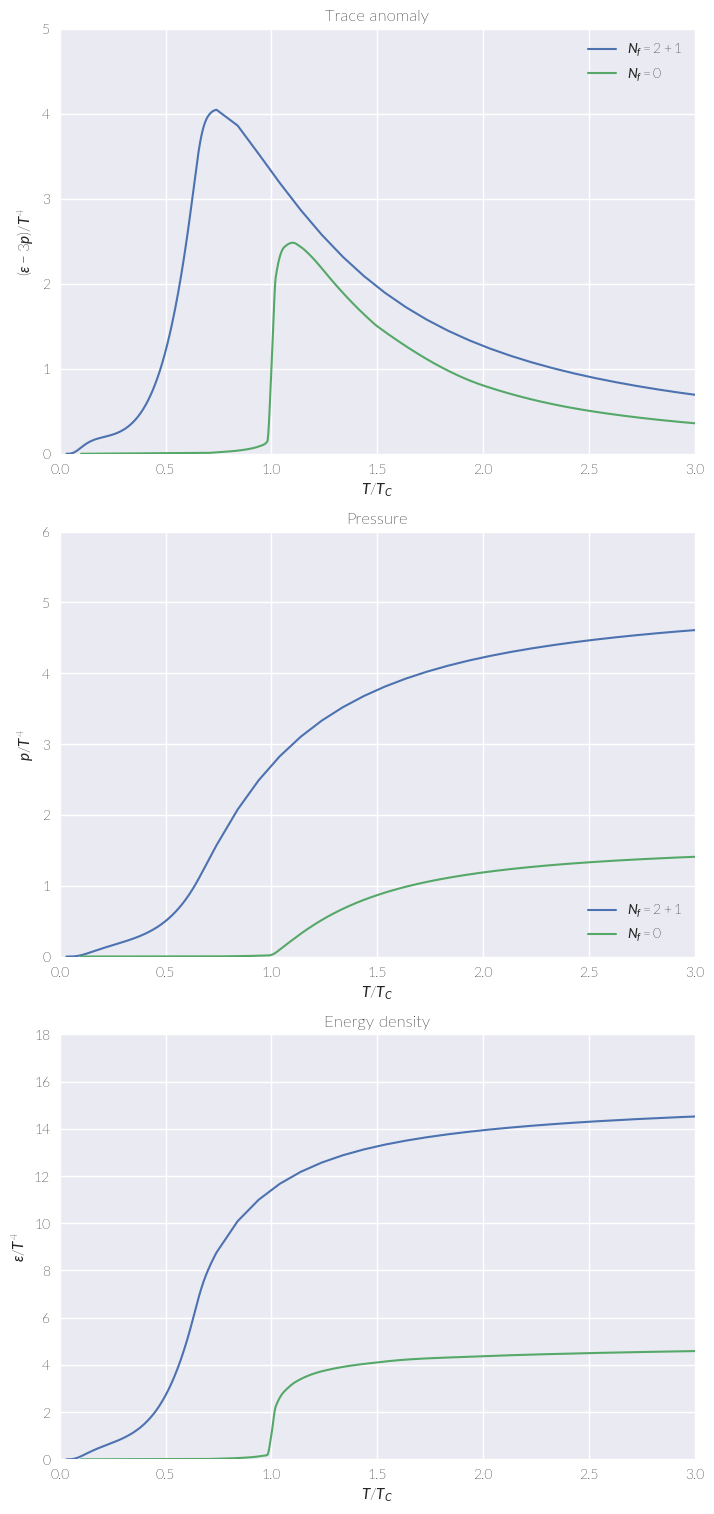 Trace anomaly
5
4
3
2
1
0
(ε − 3p)/T⁴
N_f = 2 + 1
N_f = 0
0.0 0.5 1.0 1.5 2.0 2.5 3.0
T/T_C
Pressure
6
5
4
3
2
1
0
p/T⁴
N_f = 2 + 1
N_f = 0
0.0 0.5 1.0 1.5 2.0 2.5 3.0
T/T_C
Energy density
18
16
14
12
10
8
6
4
2
0
ε/T⁴
0.0 0.5 1.0 1.5 2.0 2.5 3.0
T/T_C